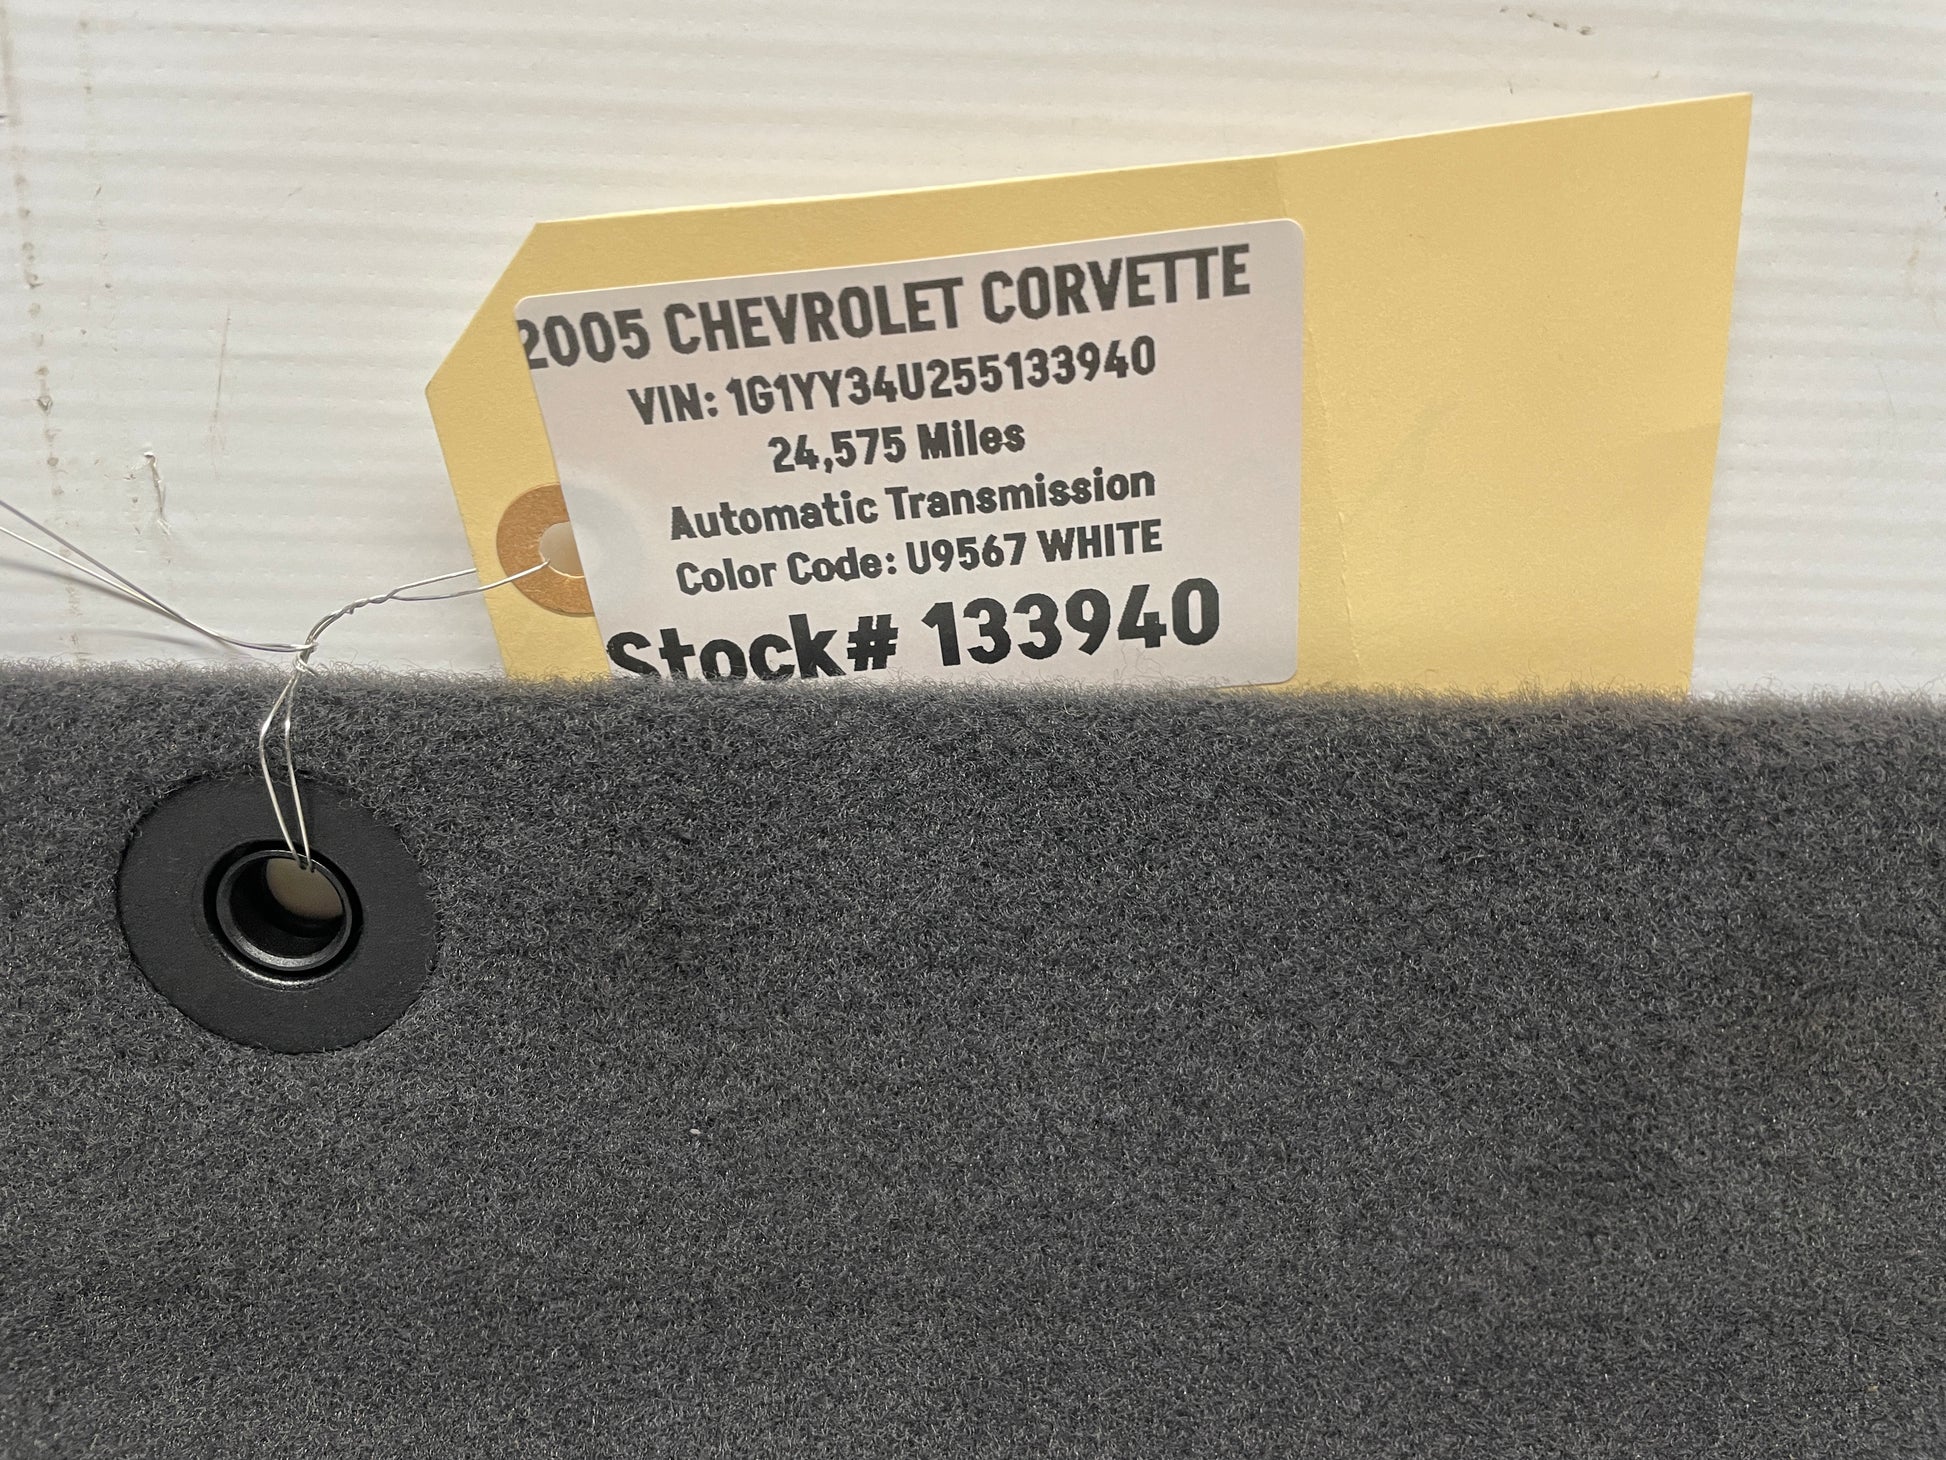 2005 CHEVROLET CORVETTE
VIN: 1G1YY34U255133940
24,575 Miles
Automatic Transmission
Color Code: U9567 WHITE
Stock# 133940